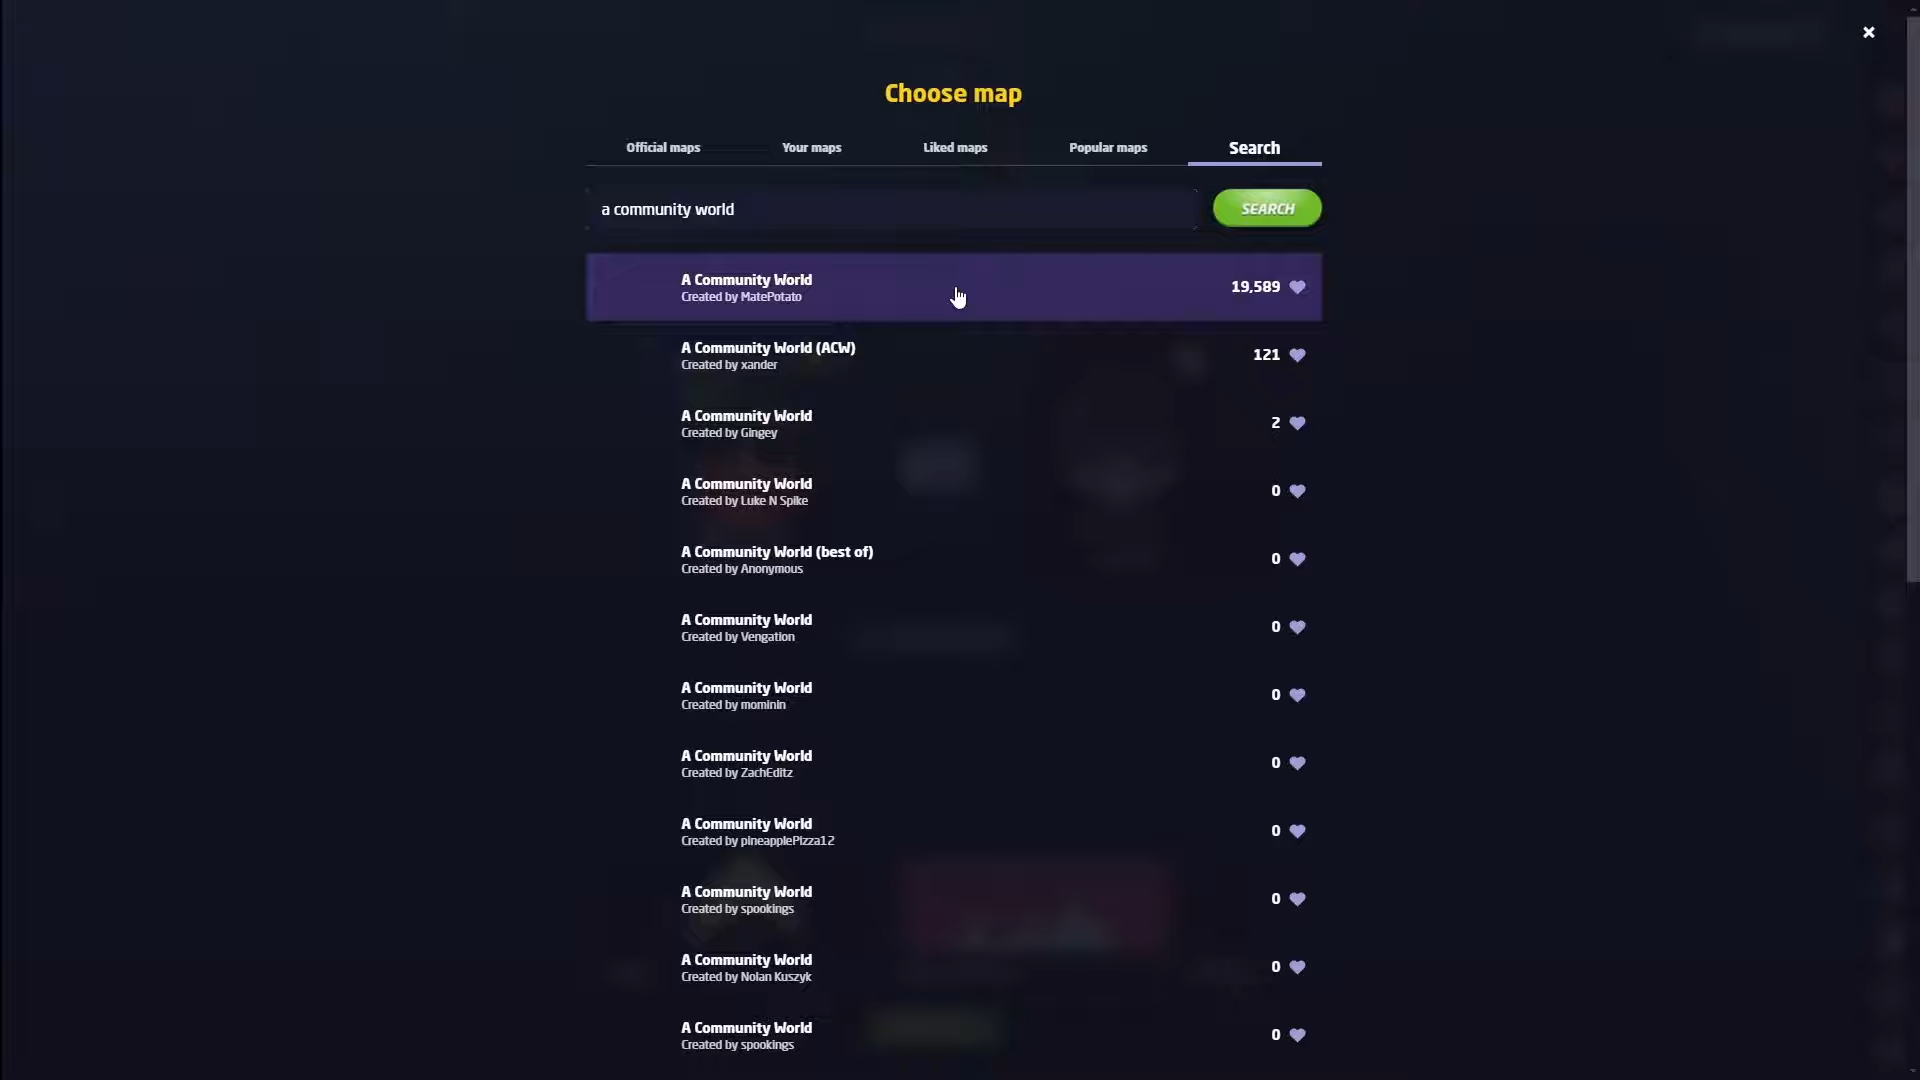 Choose map
Official maps
Your maps
Liked maps
Popular maps
Search
a community world
SEARCH
A Community World
Created by MatePotato
19,589
A Community World (ACW)
Created by xander
121
A Community World
Created by Gingey
2
A Community World
Created by Luke N Spike
0
A Community World (best of)
Created by Anonymous
0
A Community World
Created by Vengation
0
A Community World
Created by mominin
0
A Community World
Created by ZachEditz
0
A Community World
Created by pineapplePizza12
0
A Community World
Created by spookings
0
A Community World
Created by Nolan Kuszyk
0
A Community World
Created by spookings
0